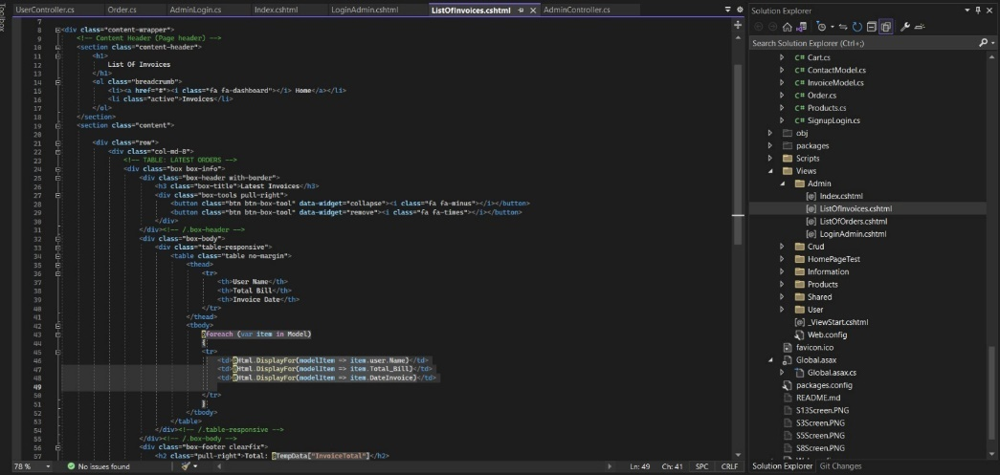 Toolbox
UserController.cs
Order.cs
AdminLogin.cs
Index.cshtml
LoginAdmin.cshtml
ListOfInvoices.cshtml
AdminController.cs
7
8 <div class="content-wrapper">
9 <!-- Content Header (Page header) -->
10 <section class="content-header">
11 <h1>
12 List Of Invoices
13 </h1>
14 <ol class="breadcrumb">
15 <li><a href="#"><i class="fa fa-dashboard"></i> Home</a></li>
16 <li class="active">Invoices</li>
17 </ol>
18 </section>
19 <section class="content">
20
21 <div class="row">
22 <div class="col-md-8">
23 <!-- TABLE: LATEST ORDERS -->
24 <div class="box box-info">
25 <div class="box-header with-border">
26 <h3 class="box-title">Latest Invoices</h3>
27 <div class="box-tools pull-right">
28 <button class="btn btn-box-tool" data-widget="collapse"><i class="fa fa-minus"></i></button>
29 <button class="btn btn-box-tool" data-widget="remove"><i class="fa fa-times"></i></button>
30 </div>
31 </div><!-- /.box-header -->
32 <div class="box-body">
33 <div class="table-responsive">
34 <table class="table no-margin">
35 <thead>
36 <tr>
37 <th>User Name</th>
38 <th>Total Bill</th>
39 <th>Invoice Date</th>
40 </tr>
41 </thead>
42 <tbody>
43 @foreach (var item in Model)
44 {
45 <tr>
46 <td>@Html.DisplayFor(modelItem => item.user.Name)</td>
47 <td>@Html.DisplayFor(modelItem => item.Total_Bill)</td>
48 <td>@Html.DisplayFor(modelItem => item.DateInvoice)</td>
49
50 </tr>
51 }
52 </tbody>
53 </table>
54 </div><!-- /.table-responsive -->
55 </div><!-- /.box-body -->
56 <div class="box-footer clearfix">
57 <h2 class="pull-right">Total: @TempData["InvoiceTotal"]</h2>
78 %
No issues found
Ln: 49 Ch: 41 SPC CRLF
Solution Explorer
Search Solution Explorer (Ctrl+;)
C# Cart.cs
C# ContactModel.cs
C# InvoiceModel.cs
C# Order.cs
C# Products.cs
C# SignupLogin.cs
obj
packages
Scripts
Views
Admin
[@] Index.cshtml
[@] ListOfInvoices.cshtml
[@] ListOfOrders.cshtml
[@] LoginAdmin.cshtml
Crud
HomePageTest
Information
Products
Shared
User
[@] _ViewStart.cshtml
Web.config
favicon.ico
Global.asax
C# Global.asax.cs
packages.config
README.md
S13Screen.PNG
S3Screen.PNG
S5Screen.PNG
S8Screen.PNG
Solution Explorer Git Changes